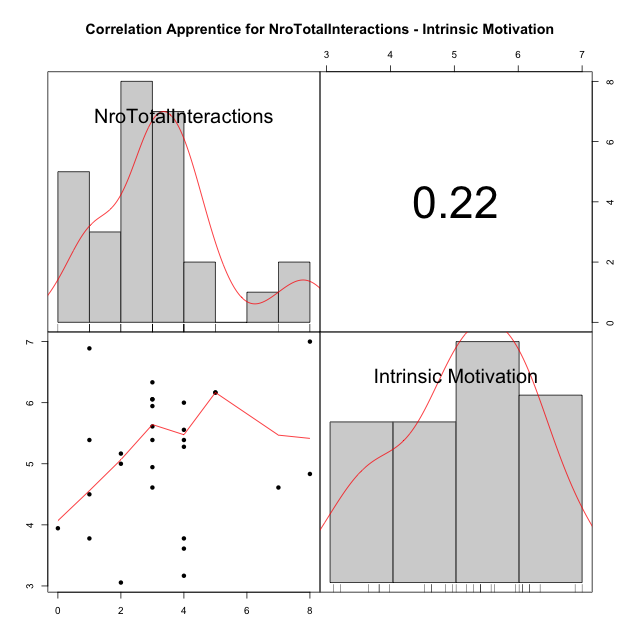 Correlation Apprentice for NroTotalInteractions - Intrinsic Motivation
3 4 5 6 7
NroTotalInteractions
0.22
8
6
4
2
0
7
6
5
4
3
Intrinsic Motivation
0 2 4 6 8